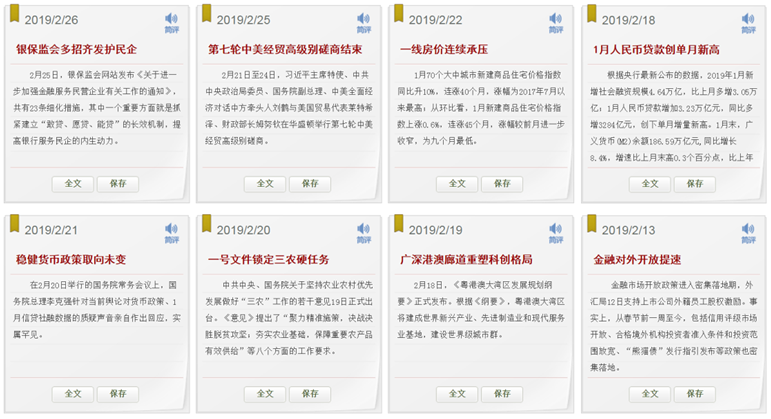 2019/2/26
简评
银保监会多招齐发护民企
2月25日，银保监会网站发布《关于进一
步加强金融服务民营企业有关工作的通知》，
共有23条细化措施，其中一个重要方面就是抓
紧建立“敢贷、愿贷、能贷”的长效机制，提
高银行服务民企的内生动力。
全文
保存
2019/2/25
简评
第七轮中美经贸高级别磋商结束
2月21日至24日，习近平主席特使、中共
中央政治局委员、国务院副总理、中美全面经
济对话中方牵头人刘鹤与美国贸易代表莱特希
泽、财政部长姆努钦在华盛顿举行第七轮中美
经贸高级别磋商。
全文
保存
2019/2/22
简评
一线房价连续承压
1月70个大中城市新建商品住宅价格指数
同比升10%，连涨40个月，涨幅为2017年7月以
来最高；从环比看，1月新建商品住宅价格指
数上涨0.6%，连涨45个月，涨幅较前月进一步
收窄，为九个月最低。
全文
保存
2019/2/18
简评
1月人民币贷款创单月新高
根据央行最新公布的数据，2019年1月新
增社会融资规模4.64万亿，比上月多增3.05万
亿；1月人民币贷款增加3.23万亿元，同比多
增3284亿元，创下单月增量新高。1月末，广
义货币(M2)余额186.59万亿元，同比增长
8.4%，增速比上月末高0.3个百分点，比上年
全文
保存
2019/2/21
简评
稳健货币政策取向未变
在2月20日举行的国务院常务会议上，国
务院总理李克强针对当前舆论对货币政策、1
月信贷社融数据的质疑声音亲自作出回应，实
属罕见。
全文
保存
2019/2/20
简评
一号文件锁定三农硬任务
中共中央、国务院关于坚持农业农村优先
发展做好“三农”工作的若干意见19日正式出
台。《意见》提出了“聚力精准施策，决战决
胜脱贫攻坚；夯实农业基础，保障重要农产品
有效供给”等八个方面的工作要求。
全文
保存
2019/2/19
简评
广深港澳廊道重塑科创格局
2月18日，《粤港澳大湾区发展规划纲
要》正式发布。根据《纲要》，粤港澳大湾区
将建成世界新兴产业、先进制造业和现代服务
业基地，建设世界级城市群。
全文
保存
2019/2/13
简评
金融对外开放提速
金融市场开放政策进入密集落地期，外
汇局12日支持上市公司外籍员工股权激励。事
实上，从春节前一周至今，包括信用评级市场
开放、合格境外机构投资者准入条件和投资范
围放宽、“熊猫债”发行指引发布等政策也密
集落地。
全文
保存